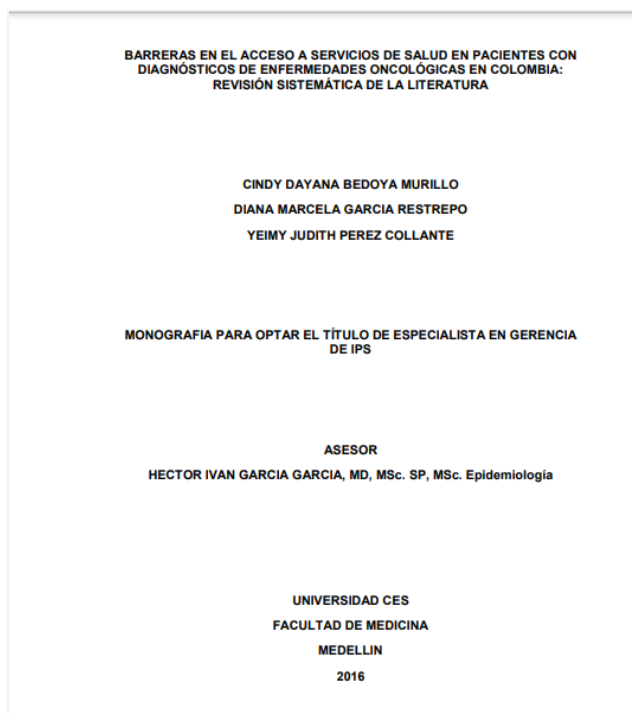 BARRERAS EN EL ACCESO A SERVICIOS DE SALUD EN PACIENTES CON
DIAGNÓSTICOS DE ENFERMEDADES ONCOLÓGICAS EN COLOMBIA:
REVISIÓN SISTEMÁTICA DE LA LITERATURA
CINDY DAYANA BEDOYA MURILLO
DIANA MARCELA GARCIA RESTREPO
YEIMY JUDITH PEREZ COLLANTE
MONOGRAFIA PARA OPTAR EL TÍTULO DE ESPECIALISTA EN GERENCIA
DE IPS
ASESOR
HECTOR IVAN GARCIA GARCIA, MD, MSc. SP, MSc. Epidemiología
UNIVERSIDAD CES
FACULTAD DE MEDICINA
MEDELLIN
2016